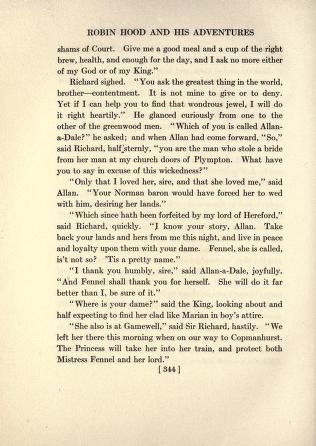 ROBIN HOOD AND HIS ADVENTURES
shams of Court. Give me a good meal and a cup of the right
brew, health, and enough for the day, and I ask no more either
of my God or of my King."
Richard sighed. "You ask the greatest thing in the world,
brother—contentment. It is not mine to give or to deny.
Yet if I can help you to find that wondrous jewel, I will do
it right heartily." He glanced curiously from one to the
other of the greenwood men. "Which of you is called Allan-
a-Dale?" he asked; and when Allan had come forward, "So,"
said Richard, half sternly, "you are the man who stole a bride
from her man at my church doors of Plympton. What have
you to say in excuse of this wickedness?"
"Only that I loved her, sire, and that she loved me," said
Allan. "Your Norman baron would have forced her to wed
with him, desiring her lands."
"Which since hath been forfeited by my lord of Hereford,"
said Richard, quickly. "I know your story, Allan. Take
back your lands and hers from me this night, and live in peace
and loyalty upon them with your dame. Fennel, she is called,
is't not so? 'Tis a pretty name."
"I thank you humbly, sire," said Allan-a-Dale, joyfully.
"And Fennel shall thank you for herself. She will do it far
better than I, be sure of it."
"Where is your dame?" said the King, looking about and
half expecting to find her clad like Marian in boy's attire.
"She also is at Gamewell," said Sir Richard, hastily. "We
left her there this morning when on our way to Copmanhurst.
The Princess will take her into her train, and protect both
Mistress Fennel and her lord."
[ 344 ]